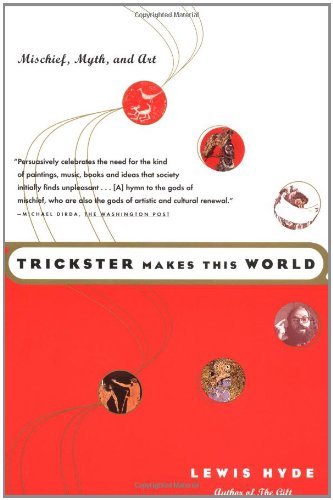 Mischief, Myth, and Art
"Persuasively celebrates the need for the kind
of paintings, music, books and ideas that society
initially finds unpleasant . . . [A] hymn to the gods of
mischief, who are also the gods of artistic and cultural renewal."
—MICHAEL DIRDA, THE WASHINGTON POST
TRICKSTER MAKES THIS WORLD
LEWIS HYDE
Author of The Gift